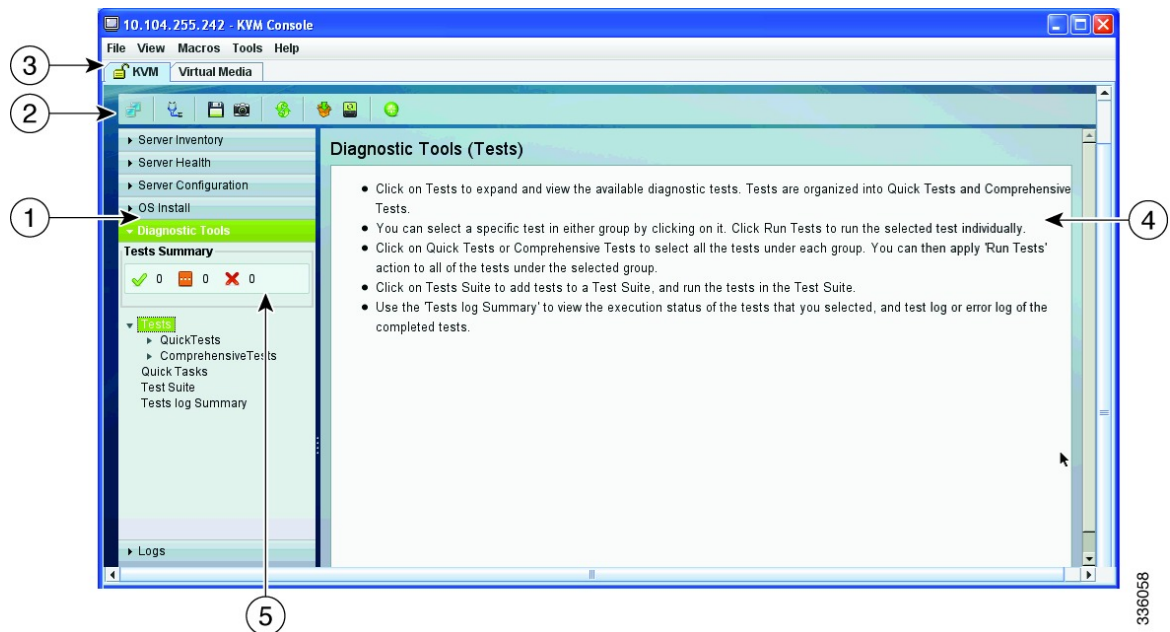 10.104.255.242 - KVM Console
File View Macros Tools Help
3
KVM Virtual Media
2
Server Inventory
Server Health
Server Configuration
OS Install
1
Diagnostic Tools
Tests Summary
0 0 0
Tests
QuickTests
ComprehensiveTests
Quick Tasks
Test Suite
Tests log Summary
Logs
5
Diagnostic Tools (Tests)
• Click on Tests to expand and view the available diagnostic tests. Tests are organized into Quick Tests and Comprehensive
Tests.
• You can select a specific test in either group by clicking on it. Click Run Tests to run the selected test individually.
• Click on Quick Tests or Comprehensive Tests to select all the tests under each group. You can then apply 'Run Tests'
action to all of the tests under the selected group.
• Click on Tests Suite to add tests to a Test Suite, and run the tests in the Test Suite.
• Use the 'Tests log Summary' to view the execution status of the tests that you selected, and test log or error log of the
completed tests.
4
336058